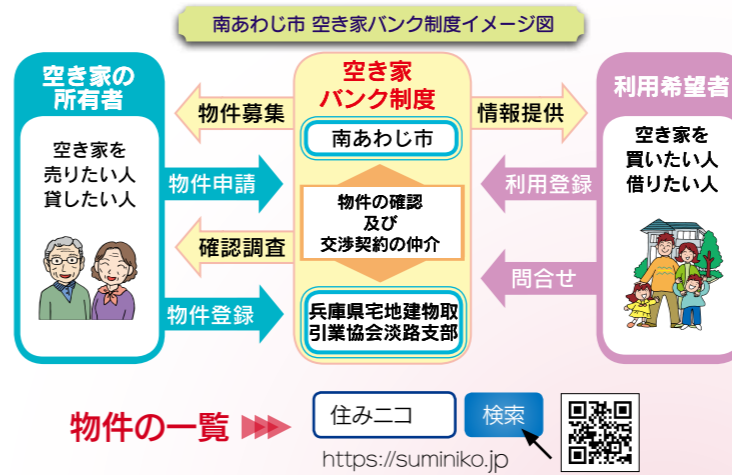 南あわじ市 空き家バンク制度イメージ図
空き家の
所有者
空き家を
売りたい人
貸したい人
物件募集
物件申請
確認調査
物件登録
空き家
バンク制度
南あわじ市
物件の確認
及び
交渉契約の仲介
兵庫県宅地建物取
引業協会淡路支部
情報提供
利用登録
問合せ
利用希望者
空き家を
買いたい人
借りたい人
物件の一覧
住みニコ
検索
https://suminiko.jp